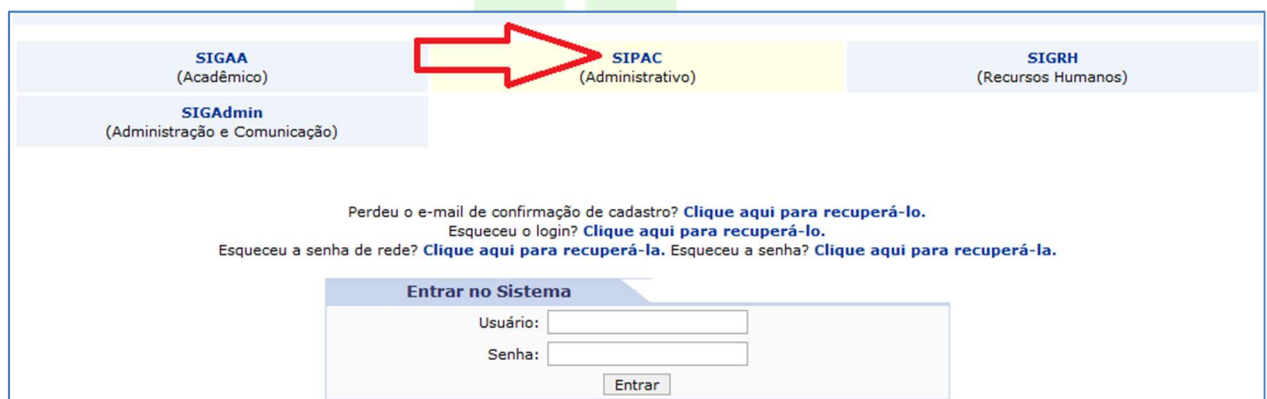 SIGAA
(Acadêmico)
SIPAC
(Administrativo)
SIGRH
(Recursos Humanos)
SIGAdmin
(Administração e Comunicação)
Perdeu o e-mail de confirmação de cadastro? Clique aqui para recuperá-lo.
Esqueceu o login? Clique aqui para recuperá-lo.
Esqueceu a senha de rede? Clique aqui para recuperá-la. Esqueceu a senha? Clique aqui para recuperá-la.
Entrar no Sistema
Usuário:
Senha:
Entrar